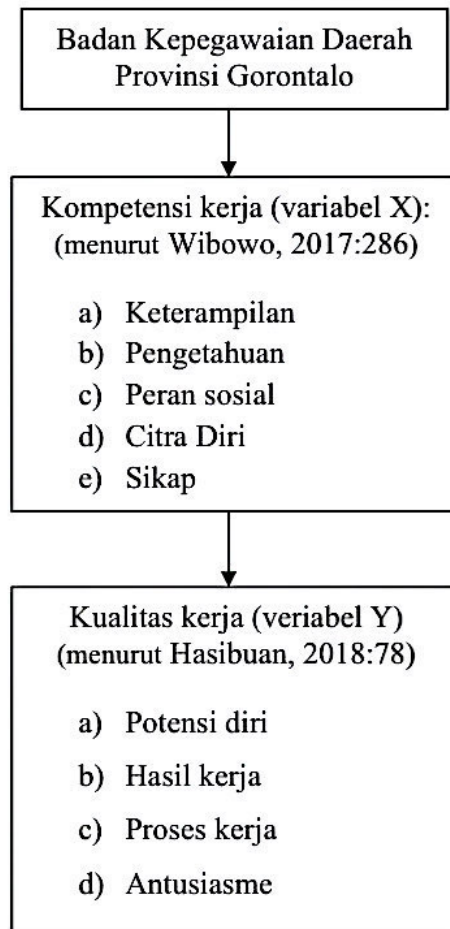 Badan Kepegawaian Daerah
Provinsi Gorontalo
Kompetensi kerja (variabel X):
(menurut Wibowo, 2017:286)
a) Keterampilan
b) Pengetahuan
c) Peran sosial
d) Citra Diri
e) Sikap
Kualitas kerja (veriabel Y)
(menurut Hasibuan, 2018:78)
a) Potensi diri
b) Hasil kerja
c) Proses kerja
d) Antusiasme